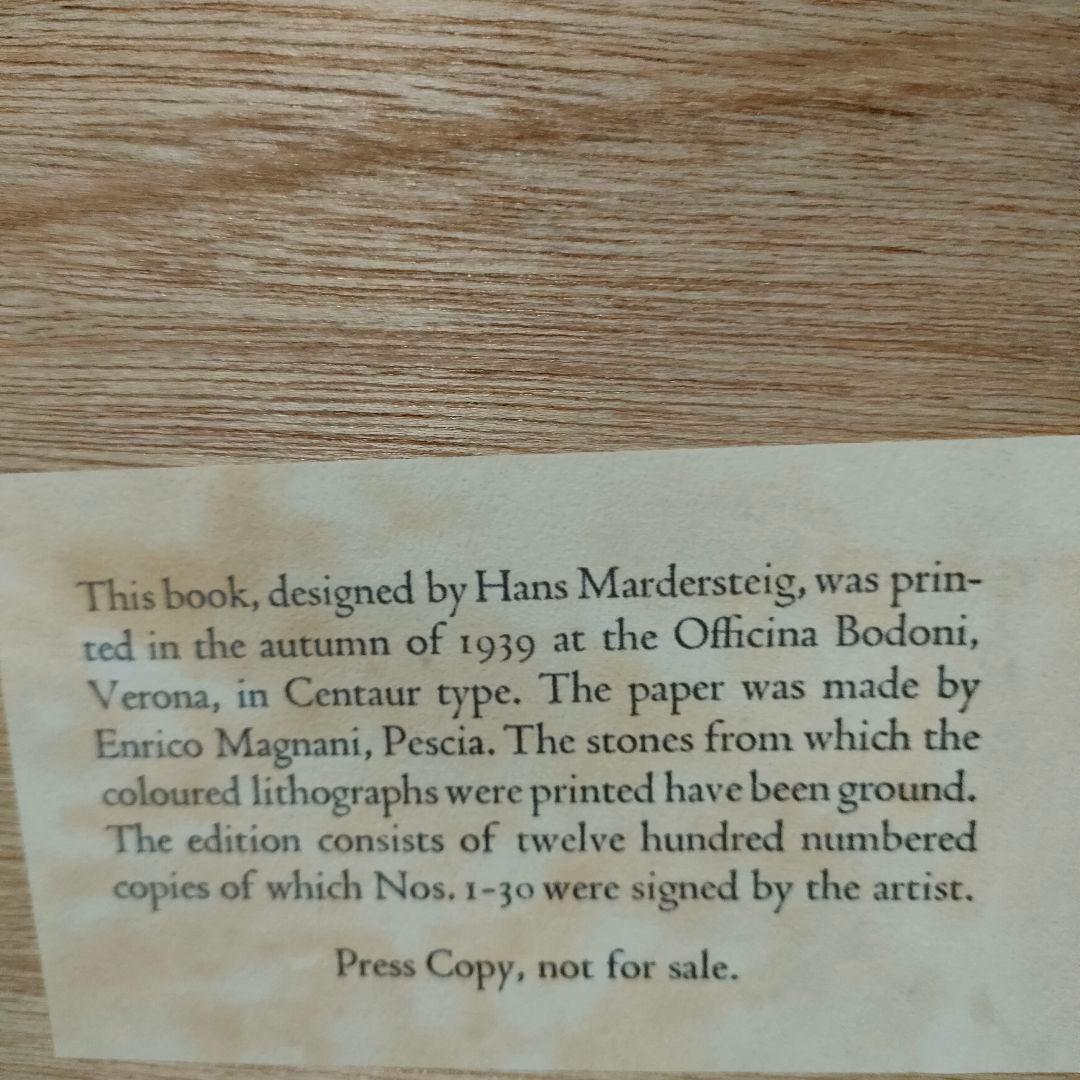 This book, designed by Hans Mardersteig, was prin-
ted in the autumn of 1939 at the Officina Bodoni,
Verona, in Centaur type. The paper was made by
Enrico Magnani, Pescia. The stones from which the
coloured lithographs were printed have been ground.
The edition consists of twelve hundred numbered
copies of which Nos. 1-30 were signed by the artist.
Press Copy, not for sale.